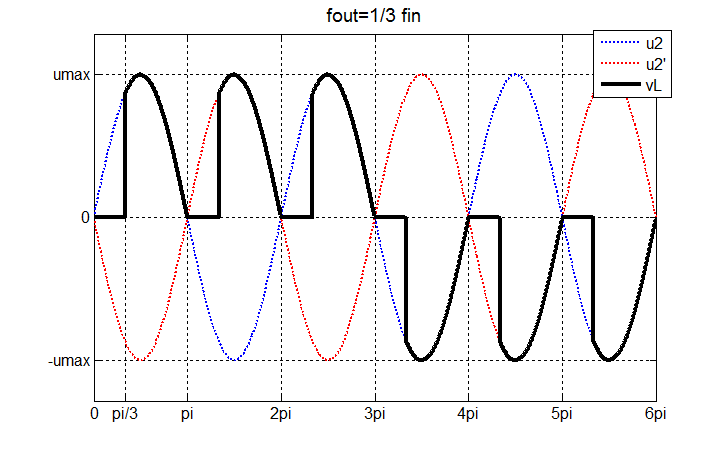 fout=1/3 fin
u2
u2'
vL
umax
0
-umax
0 pi/3 pi 2pi 3pi 4pi 5pi 6pi